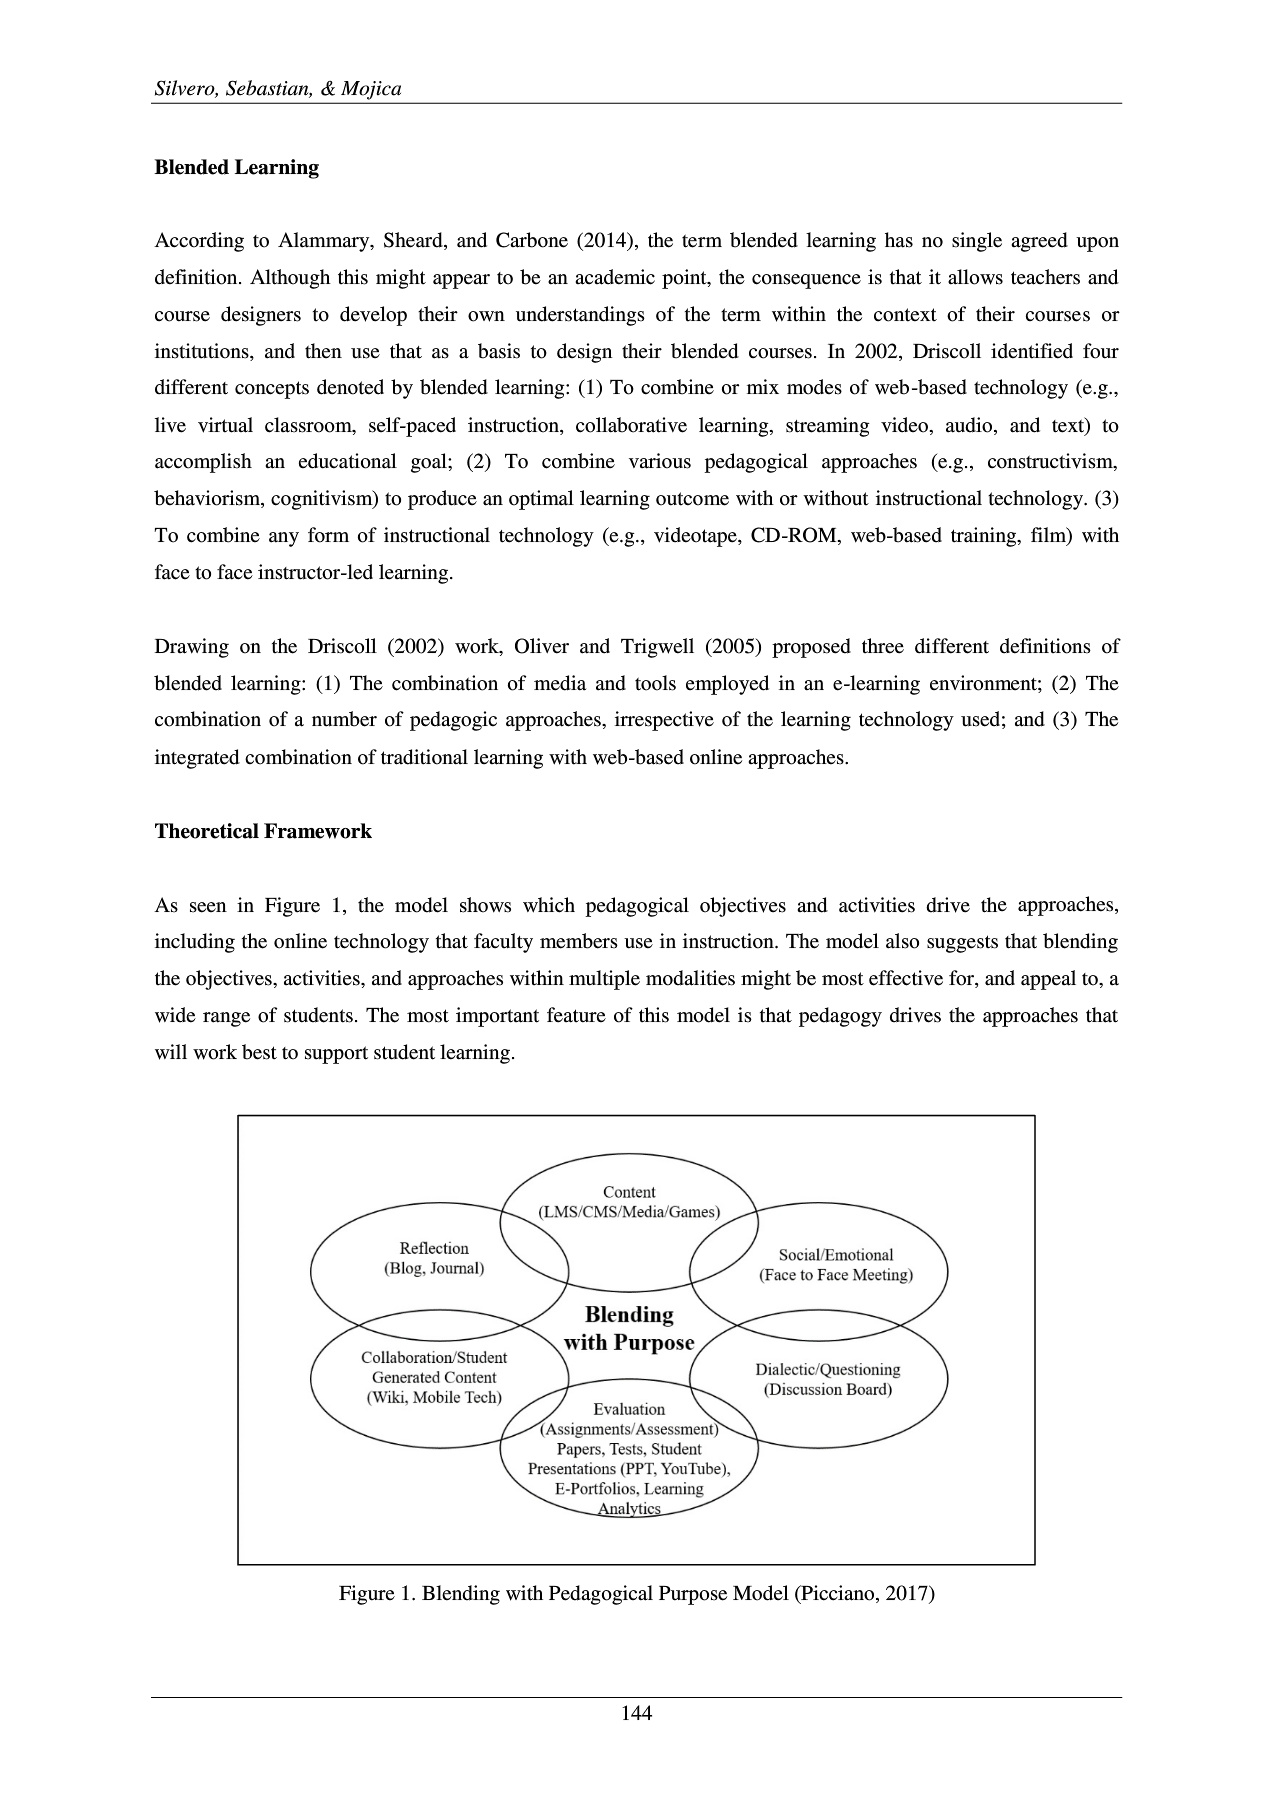 Silvero, Sebastian, & Mojica
Blended Learning
According to Alammary, Sheard, and Carbone (2014), the term blended learning has no single agreed upon
definition. Although this might appear to be an academic point, the consequence is that it allows teachers and
course designers to develop their own understandings of the term within the context of their courses or
institutions, and then use that as a basis to design their blended courses. In 2002, Driscoll identified four
different concepts denoted by blended learning: (1) To combine or mix modes of web-based technology (e.g.,
live virtual classroom, self-paced instruction, collaborative learning, streaming video, audio, and text) to
accomplish an educational goal; (2) To combine various pedagogical approaches (e.g., constructivism,
behaviorism, cognitivism) to produce an optimal learning outcome with or without instructional technology. (3)
To combine any form of instructional technology (e.g., videotape, CD-ROM, web-based training, film) with
face to face instructor-led learning.
Drawing on the Driscoll (2002) work, Oliver and Trigwell (2005) proposed three different definitions of
blended learning: (1) The combination of media and tools employed in an e-learning environment; (2) The
combination of a number of pedagogic approaches, irrespective of the learning technology used; and (3) The
integrated combination of traditional learning with web-based online approaches.
Theoretical Framework
As seen in Figure 1, the model shows which pedagogical objectives and activities drive the approaches,
including the online technology that faculty members use in instruction. The model also suggests that blending
the objectives, activities, and approaches within multiple modalities might be most effective for, and appeal to, a
wide range of students. The most important feature of this model is that pedagogy drives the approaches that
will work best to support student learning.
Content
(LMS/CMS/Media/Games)
Reflection
(Blog, Journal)
Social/Emotional
(Face to Face Meeting)
Blending
with Purpose
Collaboration/Student
Generated Content
(Wiki, Mobile Tech)
Dialectic/Questioning
(Discussion Board)
Evaluation
(Assignments/Assessment)
Papers, Tests, Student
Presentations (PPT, YouTube),
E-Portfolios, Learning
Analytics
Figure 1. Blending with Pedagogical Purpose Model (Picciano, 2017)
144